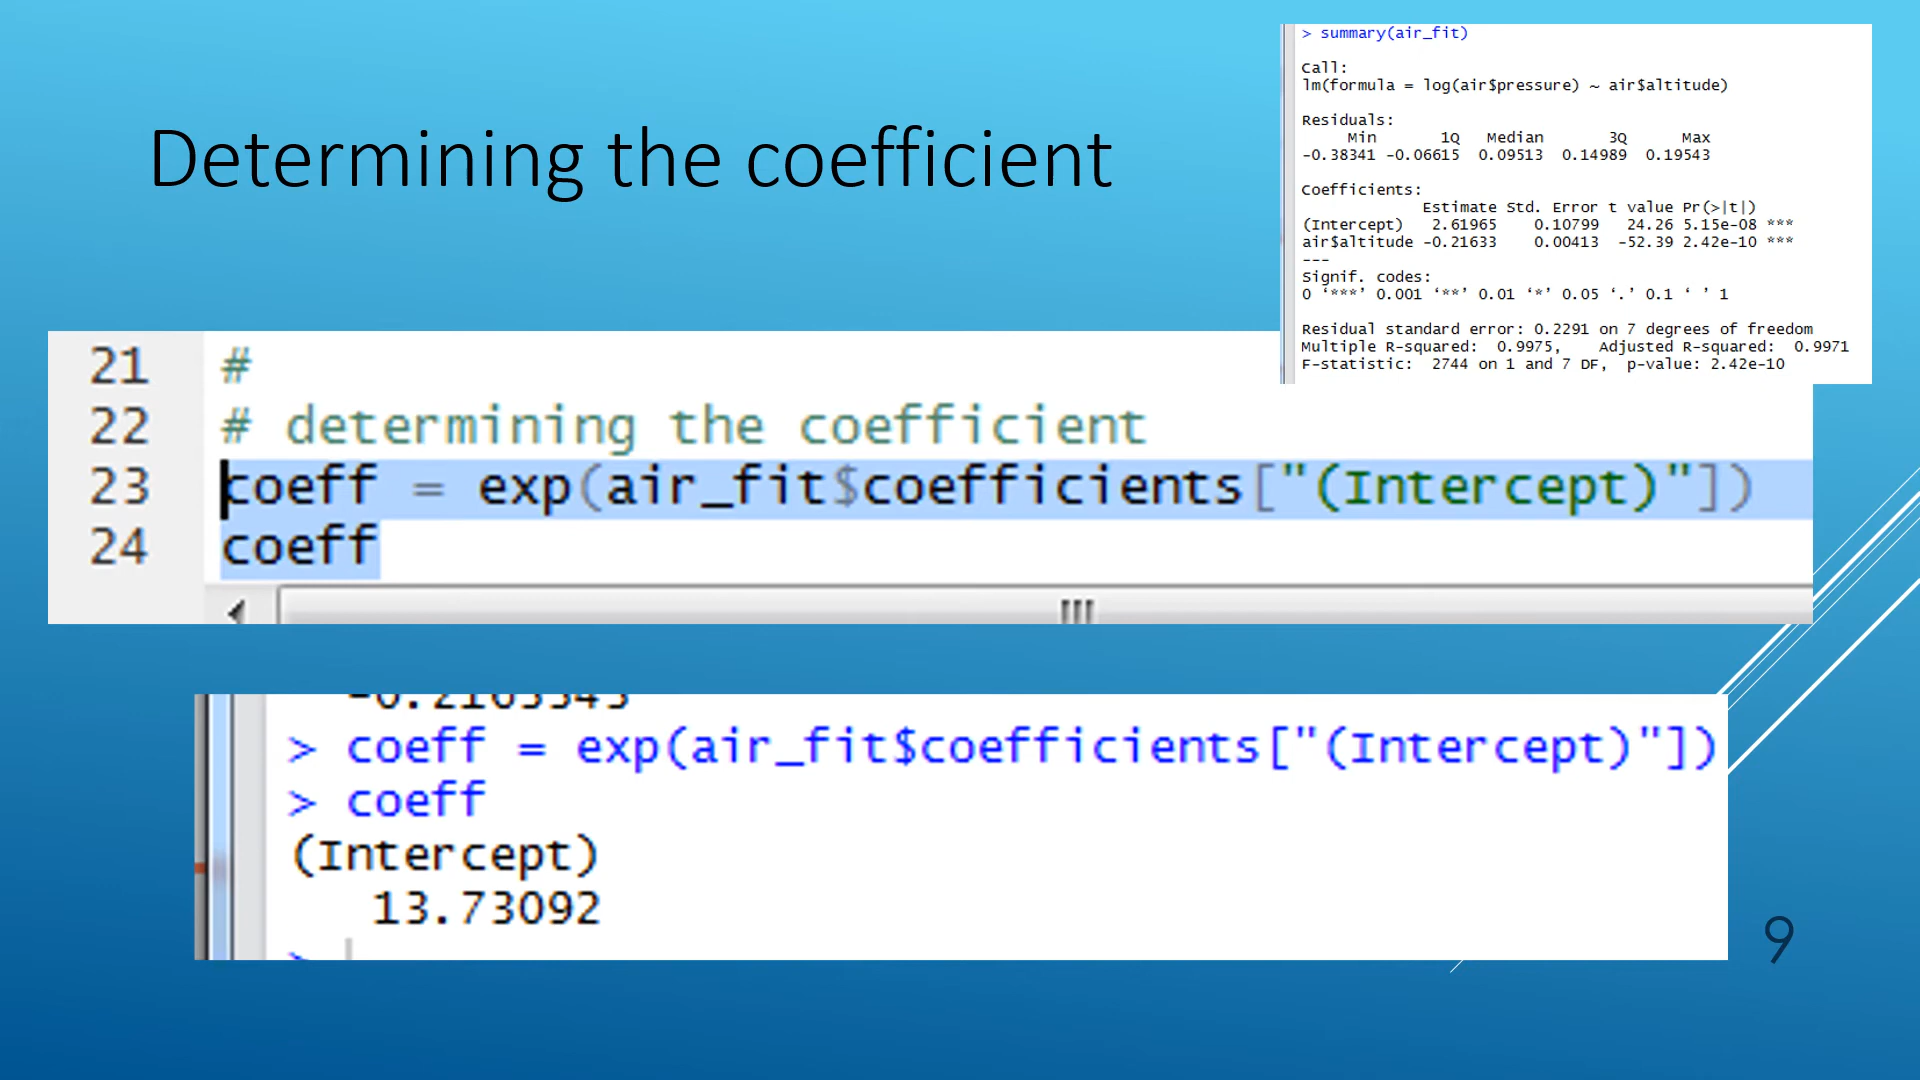 Determining the coefficient
> summary(air_fit)
Call:
lm(formula = log(air$pressure) ~ air$altitude)
Residuals:
Min 1Q Median 3Q Max
-0.38341 -0.06615 0.09513 0.14989 0.19543
Coefficients:
Estimate Std. Error t value Pr(>|t|)
(Intercept) 2.61965 0.10799 24.26 5.15e-08 ***
air$altitude -0.21633 0.00413 -52.39 2.42e-10 ***
---
Signif. codes:
0 ‘***’ 0.001 ‘**’ 0.01 ‘*’ 0.05 ‘.’ 0.1 ‘ ’ 1
Residual standard error: 0.2291 on 7 degrees of freedom
Multiple R-squared: 0.9975, Adjusted R-squared: 0.9971
F-statistic: 2744 on 1 and 7 DF, p-value: 2.42e-10
21 #
22 # determining the coefficient
23 coeff = exp(air_fit$coefficients["(Intercept)"])
24 coeff
> coeff = exp(air_fit$coefficients["(Intercept)"])
> coeff
(Intercept)
13.73092
>
9